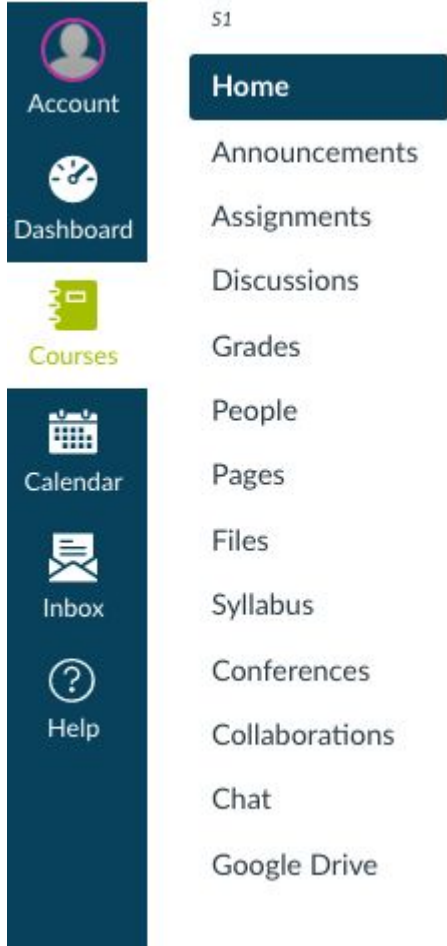 Account
Dashboard
Courses
Calendar
Inbox
Help
S1
Home
Announcements
Assignments
Discussions
Grades
People
Pages
Files
Syllabus
Conferences
Collaborations
Chat
Google Drive